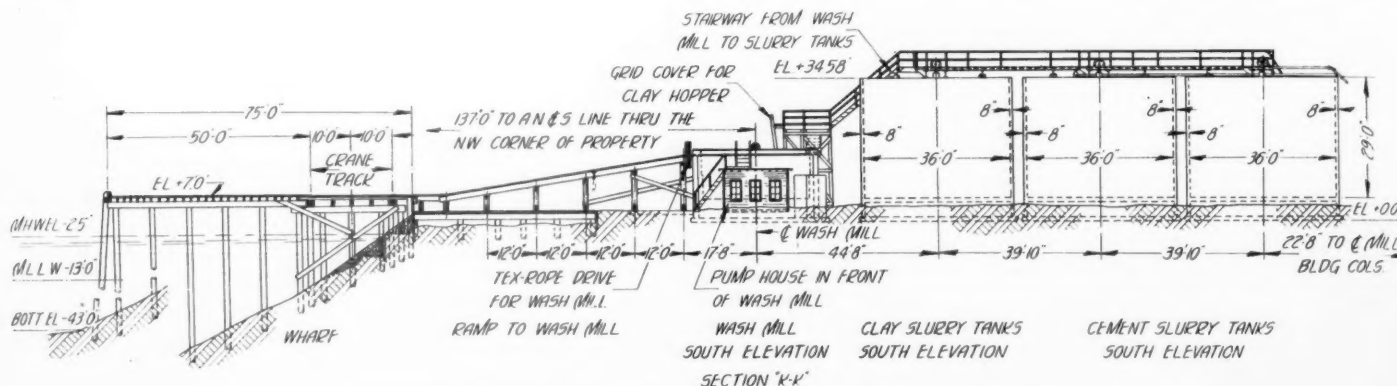 STAIRWAY FROM WASH
MILL TO SLURRY TANKS
EL +34.58'
GRID COVER FOR
CLAY HOPPER
75'-0"
137'-0" TO A N & S LINE THRU THE
NW CORNER OF PROPERTY
50'-0"
10'-0"
10'-0"
CRANE
TRACK
EL +7.0'
8"
8"
8"
8"
8"
36'-0"
36'-0"
36'-0"
29'-0"
MHW EL -2.5'
EL +0.0
M.L.L.W -13.0'
BOTT EL -43.0'
12'-0"
12'-0"
12'-0"
12'-0"
17'-8"
℄ WASH MILL
44'-8"
39'-10"
39'-10"
22'-8" TO ℄ MILL
BLDG COLS.
TEX-ROPE DRIVE
FOR WASH MILL
PUMP HOUSE IN FRONT
OF WASH MILL
WHARF
RAMP TO WASH MILL
WASH MILL
SOUTH ELEVATION
CLAY SLURRY TANKS
SOUTH ELEVATION
CEMENT SLURRY TANKS
SOUTH ELEVATION
SECTION "K-K"